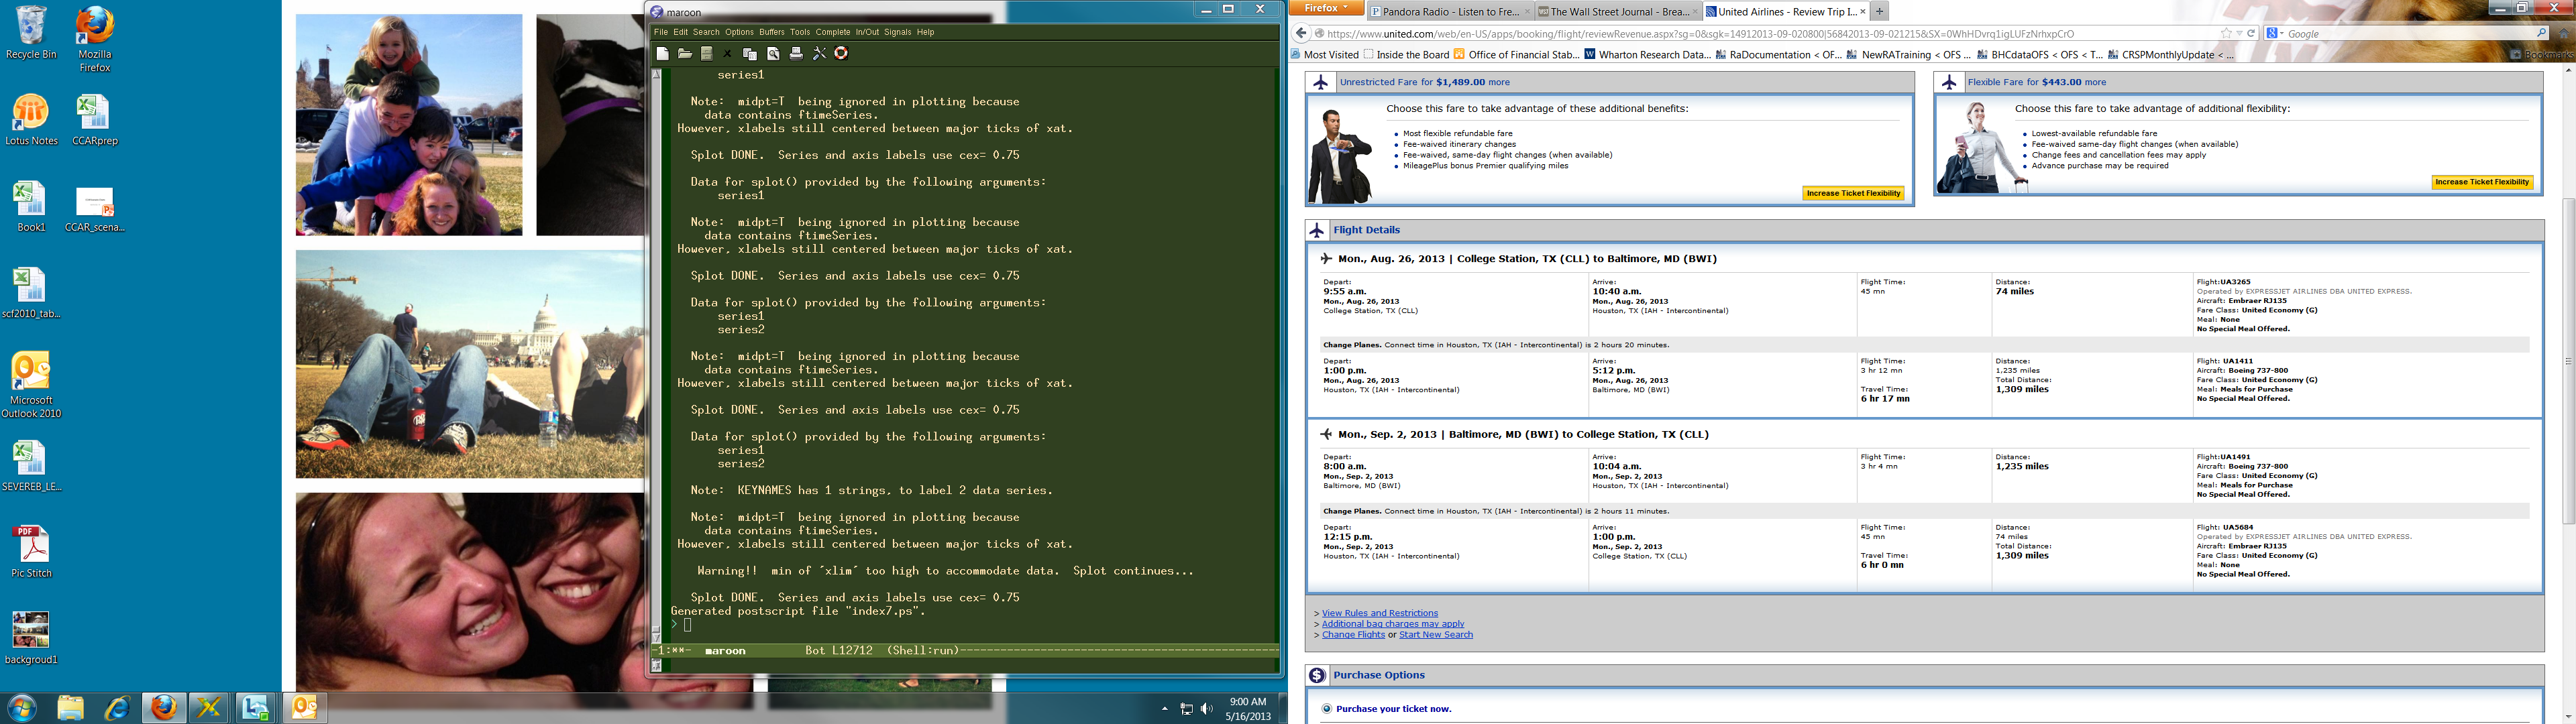 Recycle Bin
Mozilla
Firefox
Lotus Notes
CCARprep
Book1
CCAR_scena...
scf2010_tab...
Microsoft
Outlook 2010
SEVEREB_LE...
Pic Stitch
backgroud1
maroon
File Edit Search Options Buffers Tools Complete In/Out Signals Help
series1
Note: midpt=T being ignored in plotting because
data contains ftimeSeries.
However, xlabels still centered between major ticks of xat.
Splot DONE. Series and axis labels use cex= 0.75
Data for splot() provided by the following arguments:
series1
Note: midpt=T being ignored in plotting because
data contains ftimeSeries.
However, xlabels still centered between major ticks of xat.
Splot DONE. Series and axis labels use cex= 0.75
Data for splot() provided by the following arguments:
series1
series2
Note: midpt=T being ignored in plotting because
data contains ftimeSeries.
However, xlabels still centered between major ticks of xat.
Splot DONE. Series and axis labels use cex= 0.75
Data for splot() provided by the following arguments:
series1
series2
Note: KEYNAMES has 1 strings, to label 2 data series.
Note: midpt=T being ignored in plotting because
data contains ftimeSeries.
However, xlabels still centered between major ticks of xat.
Warning!! min of ´xlim´ too high to accommodate data. Splot continues...
Splot DONE. Series and axis labels use cex= 0.75
Generated postscript file "index7.ps".
>
-1:**- maroon Bot L12712 (Shell:run)
9:00 AM
5/16/2013
Firefox
Pandora Radio - Listen to Fre...
The Wall Street Journal - Brea...
United Airlines - Review Trip I...
Google
Most Visited Inside the Board Office of Financial Stab... Wharton Research Data... RaDocumentation < OF... NewRATraining < OFS ... BHCdataOFS < OFS < T... CRSPMonthlyUpdate < ... Bookmarks
Unrestricted Fare for $1,489.00 more
Choose this fare to take advantage of these additional benefits:
Most flexible refundable fare
Fee-waived itinerary changes
Fee-waived, same-day flight changes (when available)
MileagePlus bonus Premier qualifying miles
Increase Ticket Flexibility
Flexible Fare for $443.00 more
Choose this fare to take advantage of additional flexibility:
Lowest-available refundable fare
Fee-waived same-day flight changes (when available)
Change fees and cancellation fees may apply
Advance purchase may be required
Increase Ticket Flexibility
Flight Details
Mon., Aug. 26, 2013 | College Station, TX (CLL) to Baltimore, MD (BWI)
Depart:
9:55 a.m.
Mon., Aug. 26, 2013
College Station, TX (CLL)
Arrive:
10:40 a.m.
Mon., Aug. 26, 2013
Houston, TX (IAH - Intercontinental)
Flight Time:
45 mn
Distance:
74 miles
Flight:UA3265
Operated by EXPRESSJET AIRLINES DBA UNITED EXPRESS.
Aircraft: Embraer RJ135
Fare Class: United Economy (G)
Meal: None
No Special Meal Offered.
Change Planes. Connect time in Houston, TX (IAH - Intercontinental) is 2 hours 20 minutes.
Depart:
1:00 p.m.
Mon., Aug. 26, 2013
Houston, TX (IAH - Intercontinental)
Arrive:
5:12 p.m.
Mon., Aug. 26, 2013
Baltimore, MD (BWI)
Flight Time:
3 hr 12 mn
Travel Time:
6 hr 17 mn
Distance:
1,235 miles
Total Distance:
1,309 miles
Flight: UA1411
Aircraft: Boeing 737-800
Fare Class: United Economy (G)
Meal: Meals for Purchase
No Special Meal Offered.
Mon., Sep. 2, 2013 | Baltimore, MD (BWI) to College Station, TX (CLL)
Depart:
8:00 a.m.
Mon., Sep. 2, 2013
Baltimore, MD (BWI)
Arrive:
10:04 a.m.
Mon., Sep. 2, 2013
Houston, TX (IAH - Intercontinental)
Flight Time:
3 hr 4 mn
Distance:
1,235 miles
Flight:UA1491
Aircraft: Boeing 737-800
Fare Class: United Economy (G)
Meal: Meals for Purchase
No Special Meal Offered.
Change Planes. Connect time in Houston, TX (IAH - Intercontinental) is 2 hours 11 minutes.
Depart:
12:15 p.m.
Mon., Sep. 2, 2013
Houston, TX (IAH - Intercontinental)
Arrive:
1:00 p.m.
Mon., Sep. 2, 2013
College Station, TX (CLL)
Flight Time:
45 mn
Travel Time:
6 hr 0 mn
Distance:
74 miles
Total Distance:
1,309 miles
Flight: UA5684
Operated by EXPRESSJET AIRLINES DBA UNITED EXPRESS.
Aircraft: Embraer RJ135
Fare Class: United Economy (G)
Meal: None
No Special Meal Offered.
> View Rules and Restrictions
> Additional bag charges may apply
> Change Flights or Start New Search
Purchase Options
Purchase your ticket now.